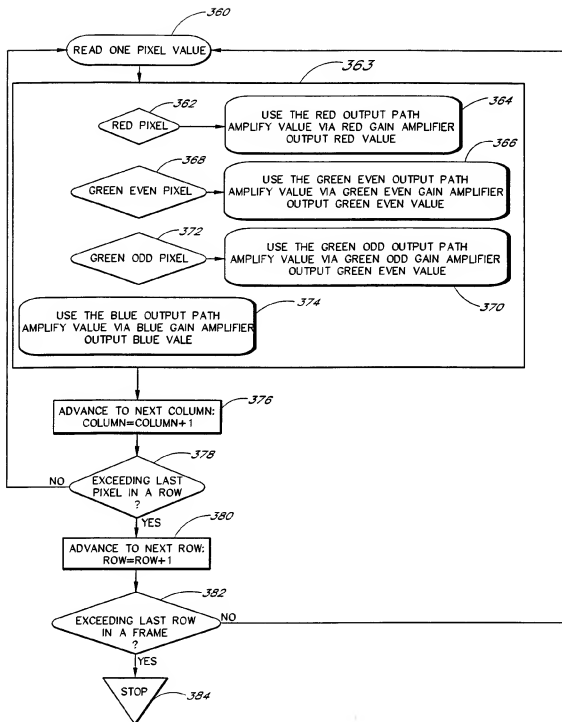 360
READ ONE PIXEL VALUE
363
362
RED PIXEL
USE THE RED OUTPUT PATH
AMPLIFY VALUE VIA RED GAIN AMPLIFIER
OUTPUT RED VALUE
364
366
368
GREEN EVEN PIXEL
USE THE GREEN EVEN OUTPUT PATH
AMPLIFY VALUE VIA GREEN EVEN GAIN AMPLIFIER
OUTPUT GREEN EVEN VALUE
372
GREEN ODD PIXEL
USE THE GREEN ODD OUTPUT PATH
AMPLIFY VALUE VIA GREEN ODD GAIN AMPLIFIER
OUTPUT GREEN EVEN VALUE
370
374
USE THE BLUE OUTPUT PATH
AMPLIFY VALUE VIA BLUE GAIN AMPLIFIER
OUTPUT BLUE VALE
ADVANCE TO NEXT COLUMN:
COLUMN=COLUMN+1
376
378
NO
EXCEEDING LAST
PIXEL IN A ROW
?
YES
380
ADVANCE TO NEXT ROW:
ROW=ROW+1
382
EXCEEDING LAST ROW
IN A FRAME
?
NO
YES
STOP
384